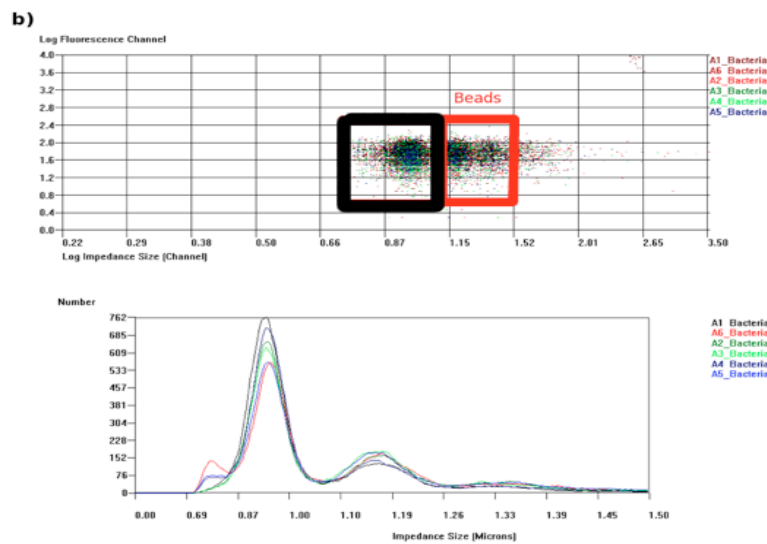 b)
Log Fluorescence Channel
4.0
3.6
3.2
2.8
2.4
2.0
1.6
1.2
0.8
0.4
0.0
Beads
A1_Bacteria
A6_Bacteria
A2_Bacteria
A3_Bacteria
A4_Bacteria
A5_Bacteria
0.22 0.29 0.38 0.50 0.66 0.87 1.15 1.52 2.01 2.65 3.50
Log Impedance Size [Channel]
Number
762
685
609
533
457
381
304
228
152
76
0
A1 Bacteria
A6_Bacteria
A2_Bacteria
A3_Bacteria
A4_Bacteria
A5_Bacteria
0.00 0.69 0.87 1.00 1.10 1.19 1.26 1.33 1.39 1.45 1.50
Impedance Size [Microns]